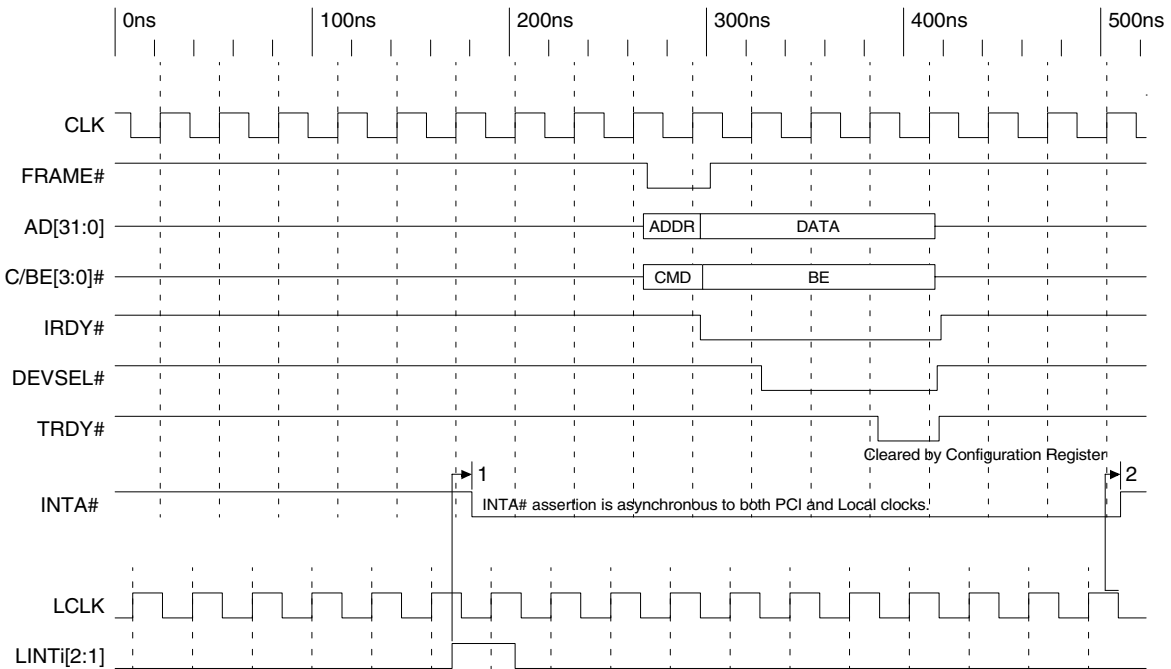 0ns 100ns 200ns 300ns 400ns 500ns
CLK
FRAME#
AD[31:0] ADDR DATA
C/BE[3:0]# CMD BE
IRDY#
DEVSEL#
TRDY#
Cleared by Configuration Register
1 2
INTA# INTA# assertion is asynchronous to both PCI and Local clocks.
LCLK
LINTi[2:1]